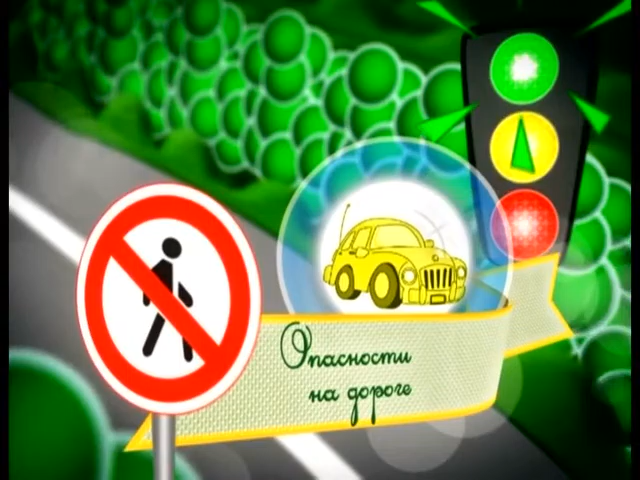 Опасности
на дороге